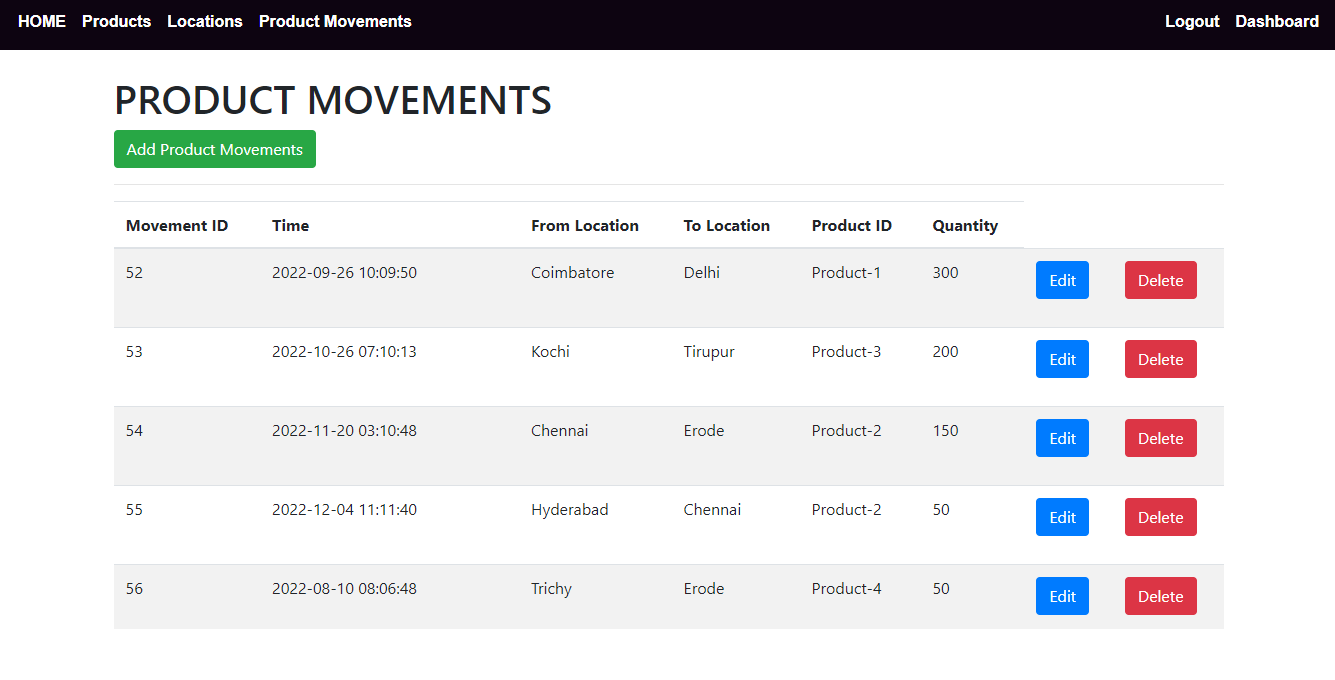 HOME Products Locations Product Movements Logout Dashboard
PRODUCT MOVEMENTS
Add Product Movements
Movement ID Time From Location To Location Product ID Quantity
52 2022-09-26 10:09:50 Coimbatore Delhi Product-1 300 Edit Delete
53 2022-10-26 07:10:13 Kochi Tirupur Product-3 200 Edit Delete
54 2022-11-20 03:10:48 Chennai Erode Product-2 150 Edit Delete
55 2022-12-04 11:11:40 Hyderabad Chennai Product-2 50 Edit Delete
56 2022-08-10 08:06:48 Trichy Erode Product-4 50 Edit Delete